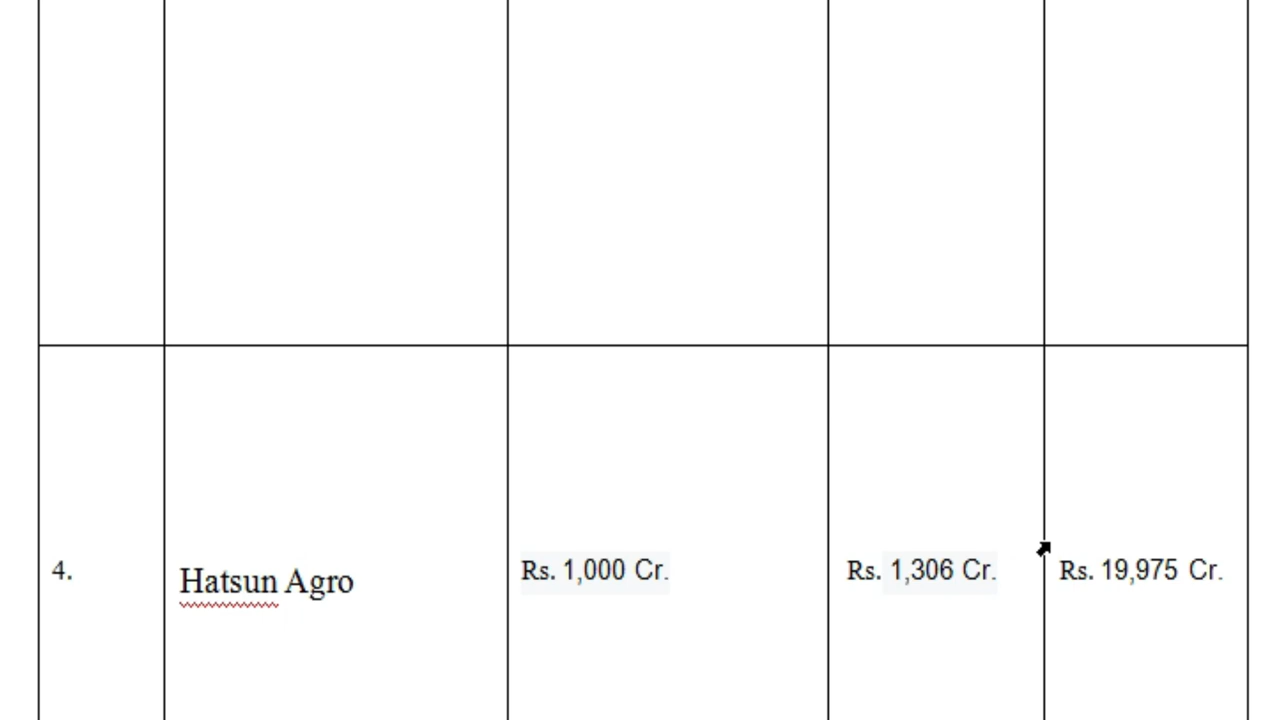 4.
Hatsun Agro
Rs. 1,000 Cr.
Rs. 1,306 Cr.
Rs. 19,975 Cr.